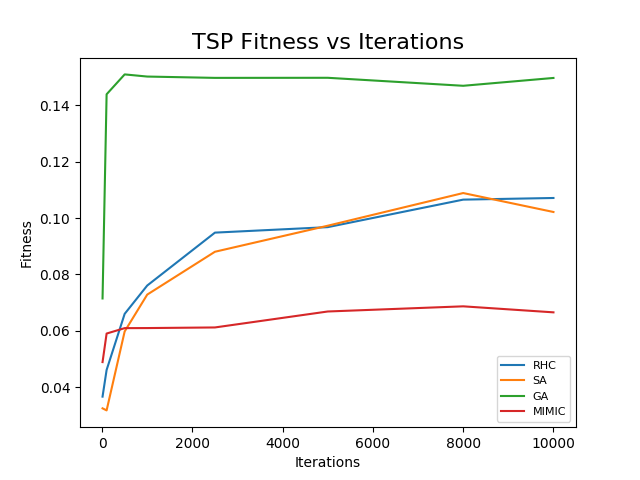 TSP Fitness vs Iterations
Fitness
0.14
0.12
0.10
0.08
0.06
0.04
0 2000 4000 6000 8000 10000
Iterations
RHC
SA
GA
MIMIC